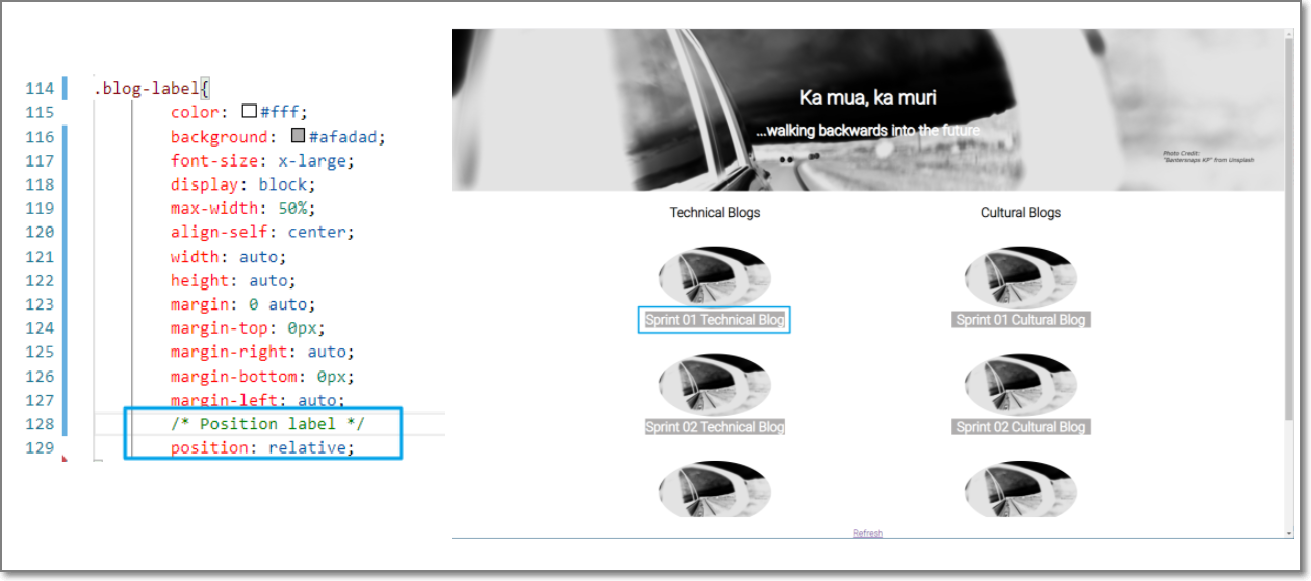 114 .blog-label{
115 color: #fff;
116 background: #afadad;
117 font-size: x-large;
118 display: block;
119 max-width: 50%;
120 align-self: center;
121 width: auto;
122 height: auto;
123 margin: 0 auto;
124 margin-top: 0px;
125 margin-right: auto;
126 margin-bottom: 0px;
127 margin-left: auto;
128 /* Position label */
129 position: relative;
Ka mua, ka muri
...walking backwards into the future
Photo Credit:
"Bantersnaps KP" from Unsplash
Technical Blogs
Cultural Blogs
Sprint 01 Technical Blog
Sprint 01 Cultural Blog
Sprint 02 Technical Blog
Sprint 02 Cultural Blog
Refresh